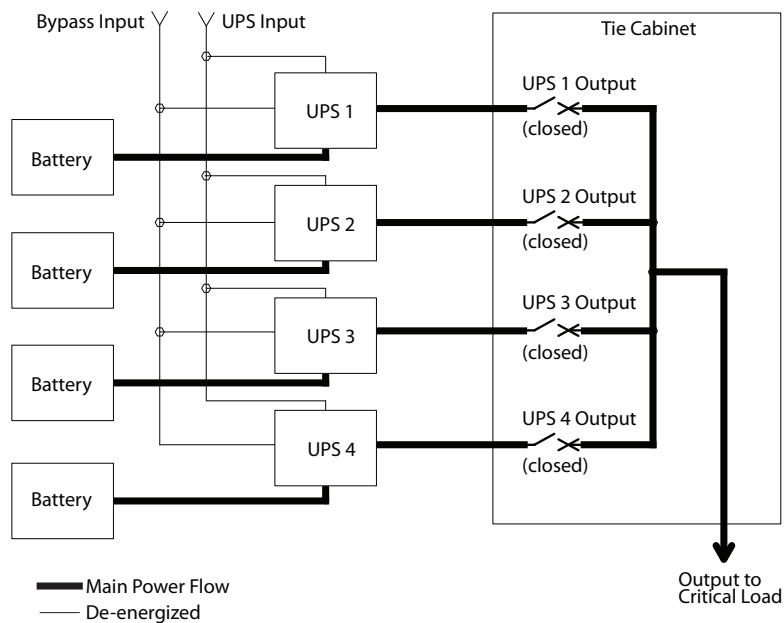 Bypass Input
UPS Input
Tie Cabinet
UPS 1
UPS 1 Output
(closed)
Battery
UPS 2
UPS 2 Output
(closed)
Battery
UPS 3
UPS 3 Output
(closed)
Battery
UPS 4
UPS 4 Output
(closed)
Battery
Main Power Flow
De-energized
Output to
Critical Load